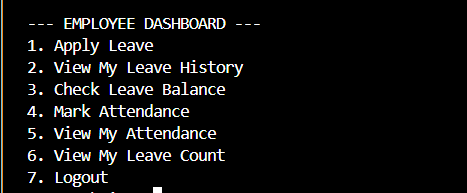 --- EMPLOYEE DASHBOARD ---
1. Apply Leave
2. View My Leave History
3. Check Leave Balance
4. Mark Attendance
5. View My Attendance
6. View My Leave Count
7. Logout